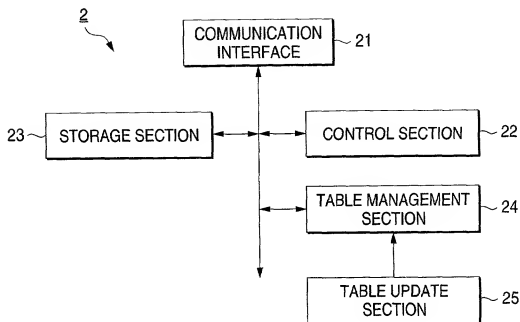 2
COMMUNICATION
INTERFACE
21
23
STORAGE SECTION
CONTROL SECTION
22
TABLE MANAGEMENT
SECTION
24
TABLE UPDATE
SECTION
25